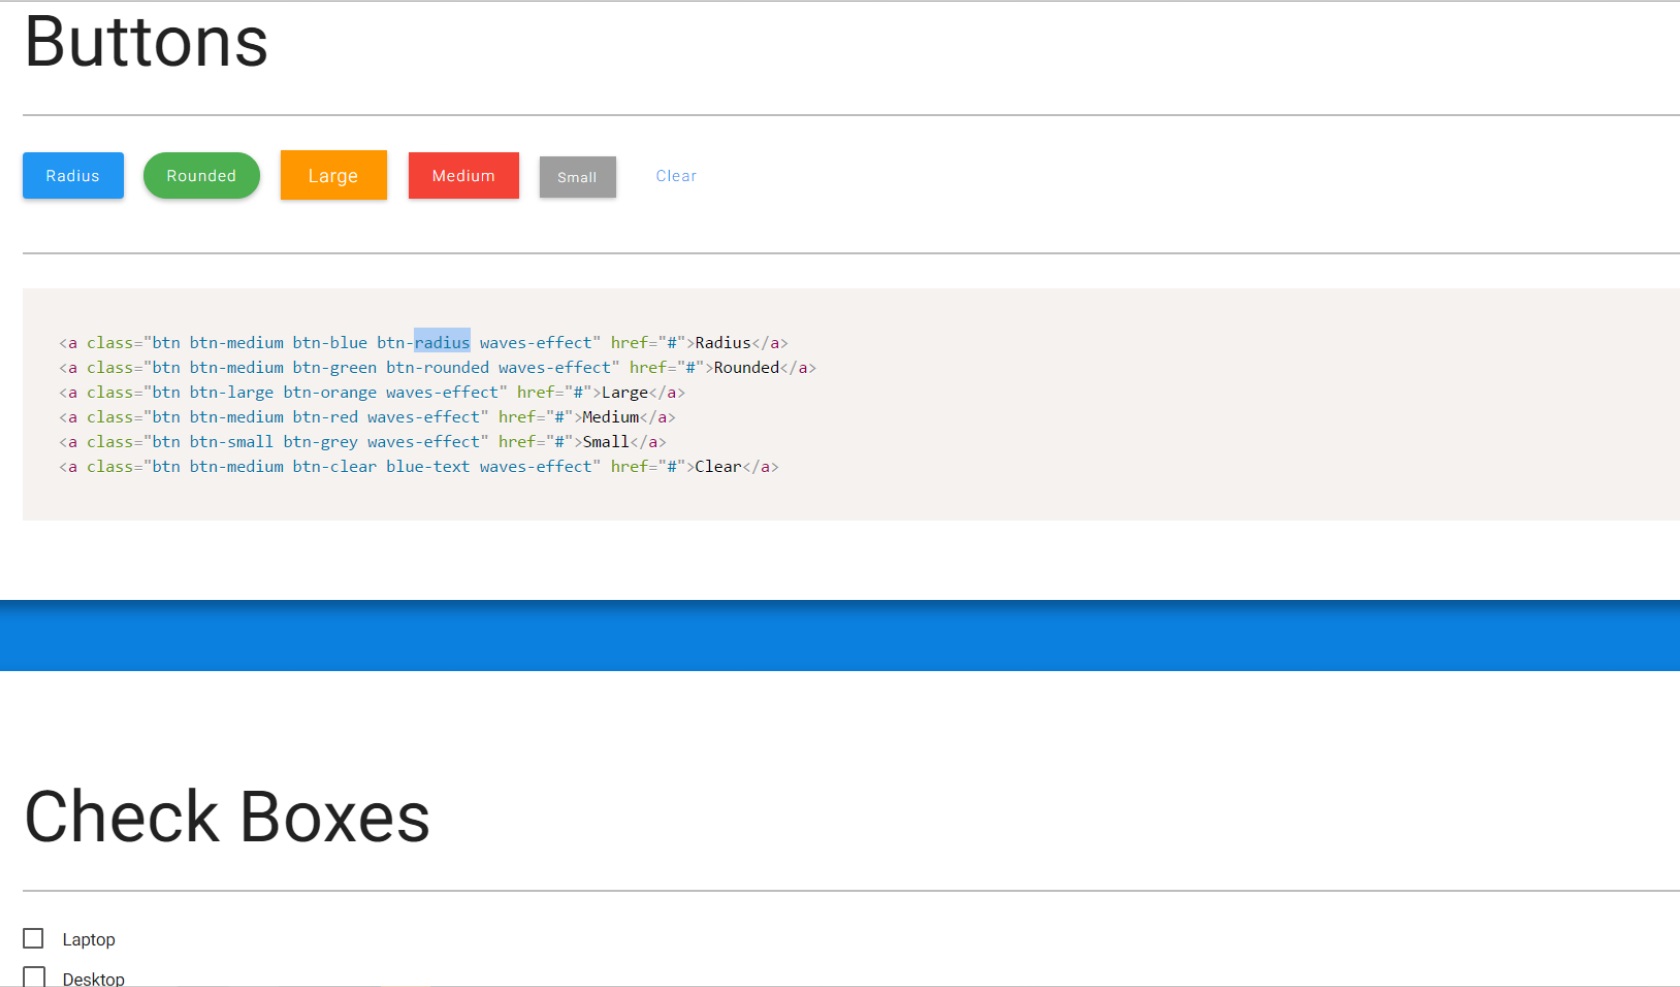 Buttons
Radius Rounded Large Medium Small Clear
<a class="btn btn-medium btn-blue btn-radius waves-effect" href="#">Radius</a>
<a class="btn btn-medium btn-green btn-rounded waves-effect" href="#">Rounded</a>
<a class="btn btn-large btn-orange waves-effect" href="#">Large</a>
<a class="btn btn-medium btn-red waves-effect" href="#">Medium</a>
<a class="btn btn-small btn-grey waves-effect" href="#">Small</a>
<a class="btn btn-medium btn-clear blue-text waves-effect" href="#">Clear</a>
Check Boxes
Laptop
Desktop